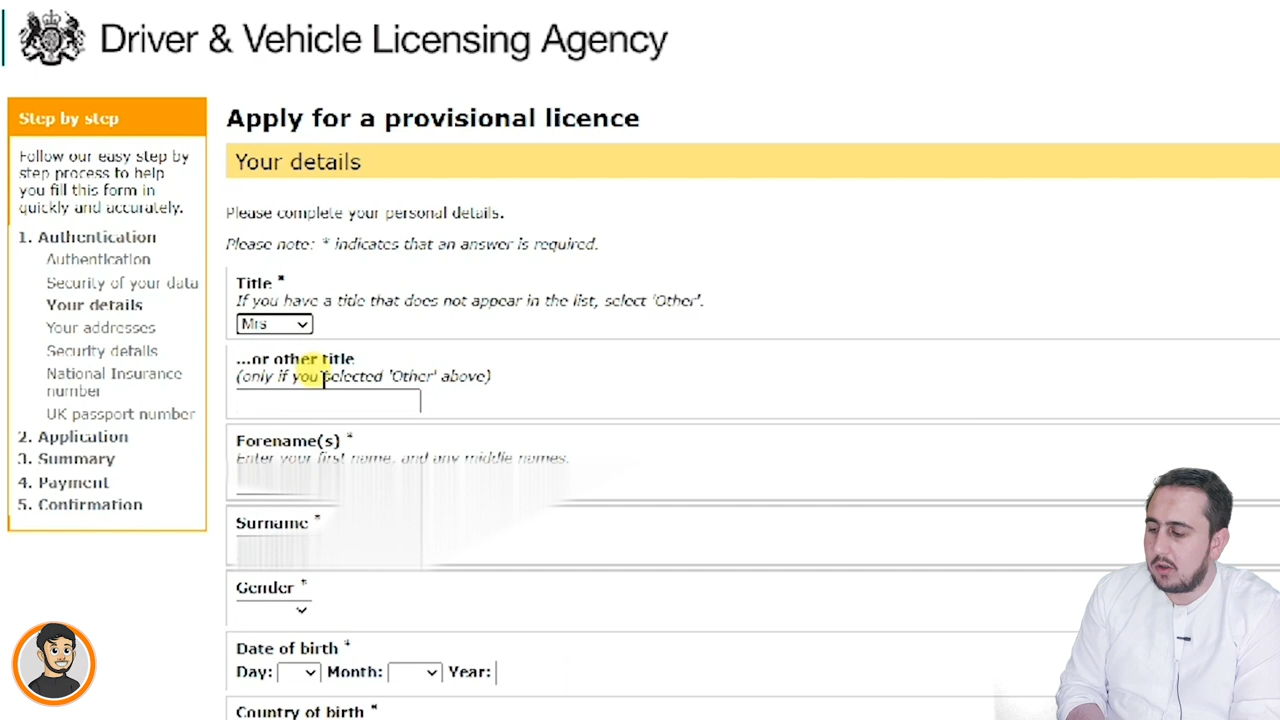 Driver & Vehicle Licensing Agency
Step by step
Follow our easy step by
step process to help
you fill this form in
quickly and accurately.
1. Authentication
Authentication
Security of your data
Your details
Your addresses
Security details
National Insurance
number
UK passport number
2. Application
3. Summary
4. Payment
5. Confirmation
Apply for a provisional licence
Your details
Please complete your personal details.
Please note: * indicates that an answer is required.
Title *
If you have a title that does not appear in the list, select 'Other'.
Mrs
...or other title
(only if you selected 'Other' above)
Forename(s) *
Enter your first name, and any middle names.
Surname *
Gender *
Date of birth *
Day: Month: Year:
Country of birth *